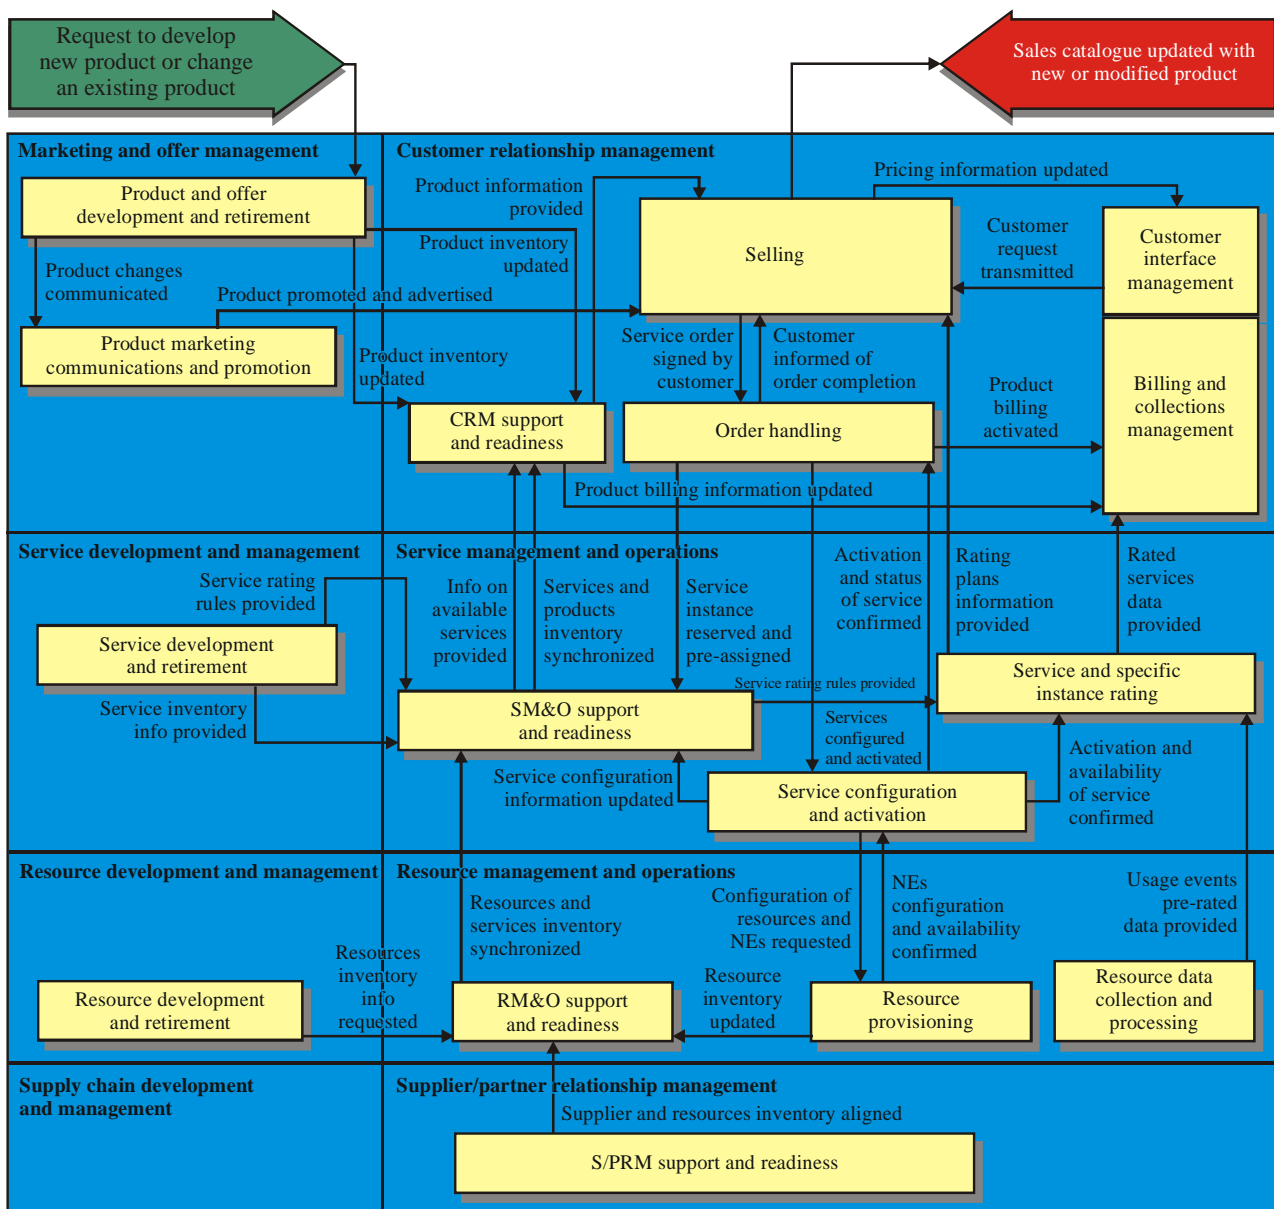 Request to develop
new product or change
an existing product
Sales catalogue updated with
new or modified product
Marketing and offer management
Customer relationship management
Product and offer
development and retirement
Product information
provided
Pricing information updated
Selling
Customer
request
transmitted
Customer
interface
management
Product inventory
updated
Product changes
communicated
Product promoted and advertised
Product marketing
communications and promotion
Product inventory
updated
Service order
signed by
customer
Customer
informed of
order completion
CRM support
and readiness
Order handling
Product
billing
activated
Billing and
collections
management
Product billing information updated
Service development and management
Service management and operations
Service rating
rules provided
Info on
available
services
provided
Services and
products
inventory
synchronized
Service
instance
reserved and
pre-assigned
Activation
and status
of service
confirmed
Rating
plans
information
provided
Rated
services
data
provided
Service development
and retirement
Service and specific
instance rating
Service inventory
info provided
SM&O support
and readiness
Service rating rules provided
Services
configured
and activated
Service configuration
information updated
Service configuration
and activation
Activation and
availability
of service
confirmed
Resource development and management
Resource management and operations
Resources and
services inventory
synchronized
Configuration of
resources and
NEs requested
NEs
configuration
and availability
confirmed
Usage events
pre-rated
data provided
Resource development
and retirement
Resources
inventory
info
requested
RM&O support
and readiness
Resource
inventory
updated
Resource
provisioning
Resource data
collection and
processing
Supply chain development
and management
Supplier/partner relationship management
Supplier and resources inventory aligned
S/PRM support and readiness